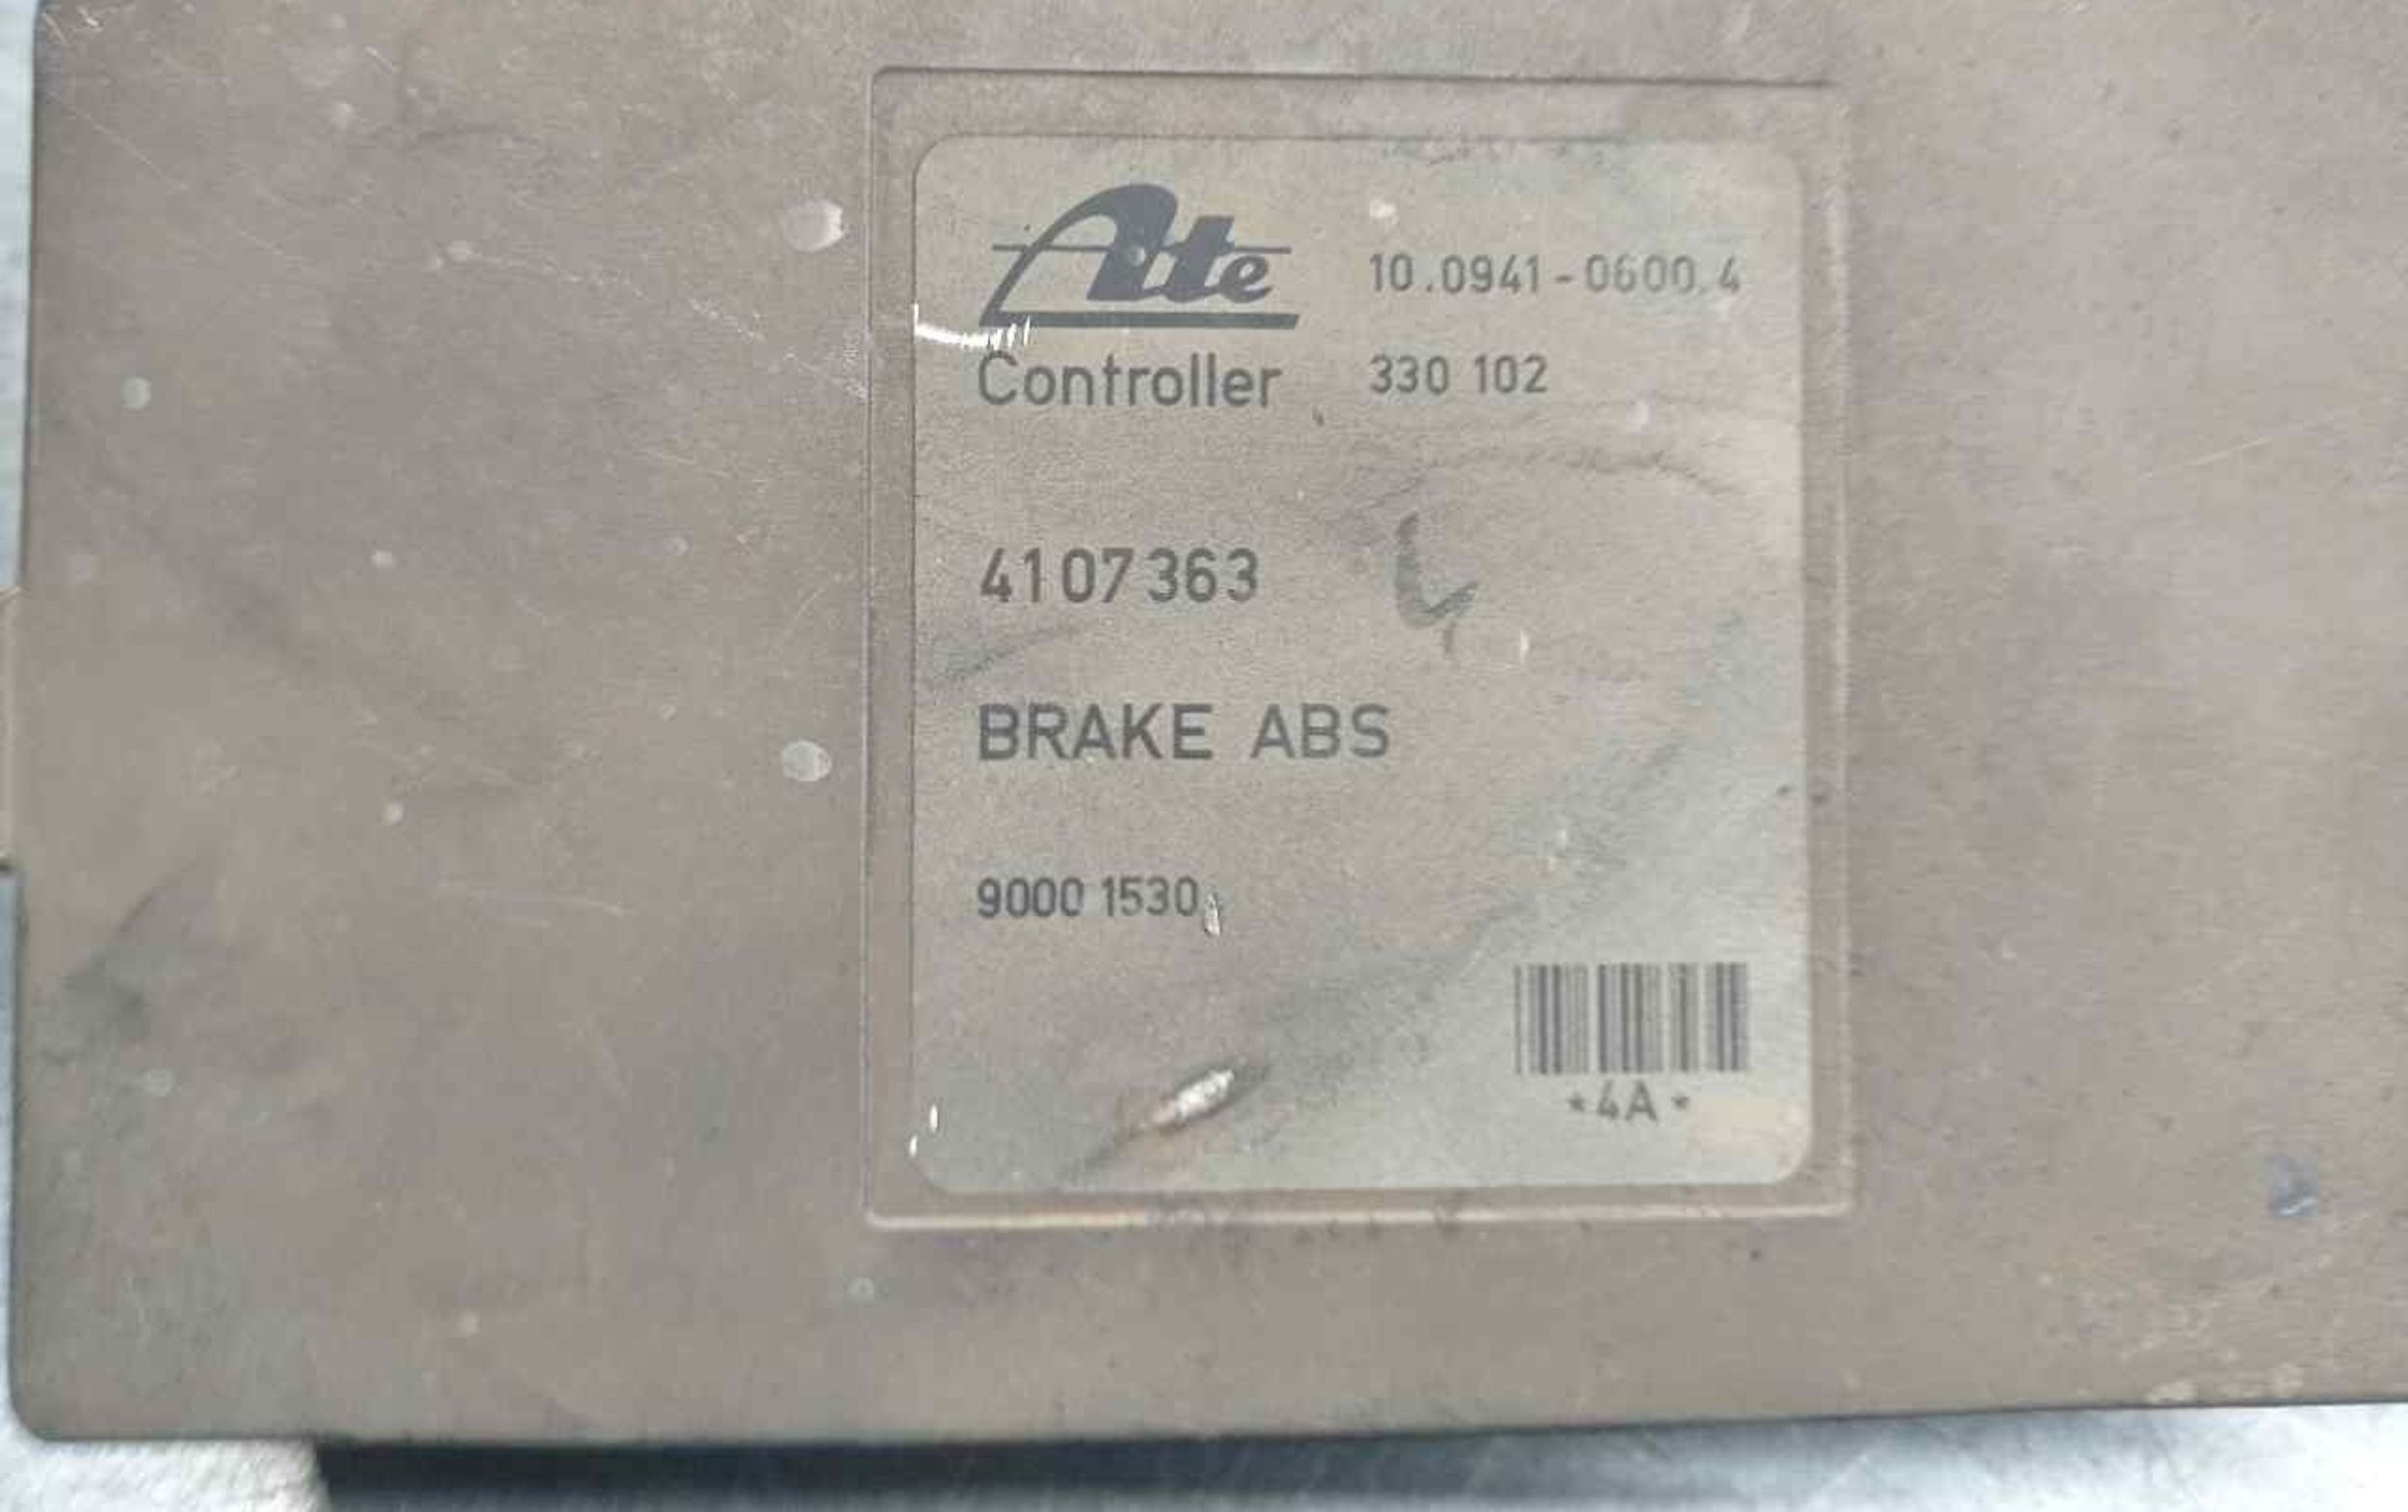 Ate 10.0941-0600.4
Controller 330 102
4107363
BRAKE ABS
9000 1530
*4A*